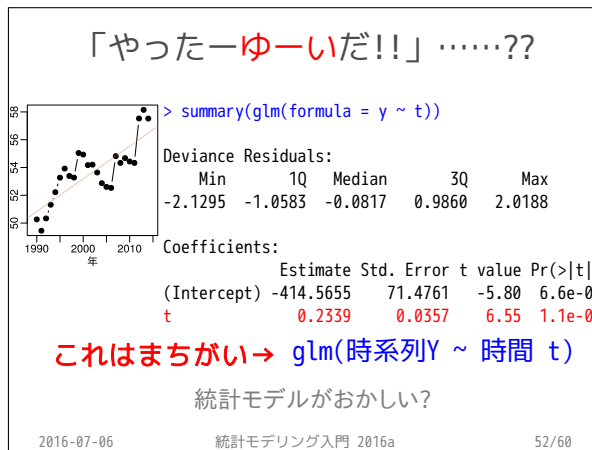 「やったーゆーいだ!!」……??
> summary(glm(formula = y ~ t))
Deviance Residuals:
Min 1Q Median 3Q Max
-2.1295 -1.0583 -0.0817 0.9860 2.0188
Coefficients:
Estimate Std. Error t value Pr(>|t|
(Intercept) -414.5655 71.4761 -5.80 6.6e-0
t 0.2339 0.0357 6.55 1.1e-0
58
56
54
52
50
1990 2000 2010
年
これはまちがい→ glm(時系列Y ~ 時間 t)
統計モデルがおかしい?
2016-07-06 統計モデリング入門 2016a 52/60